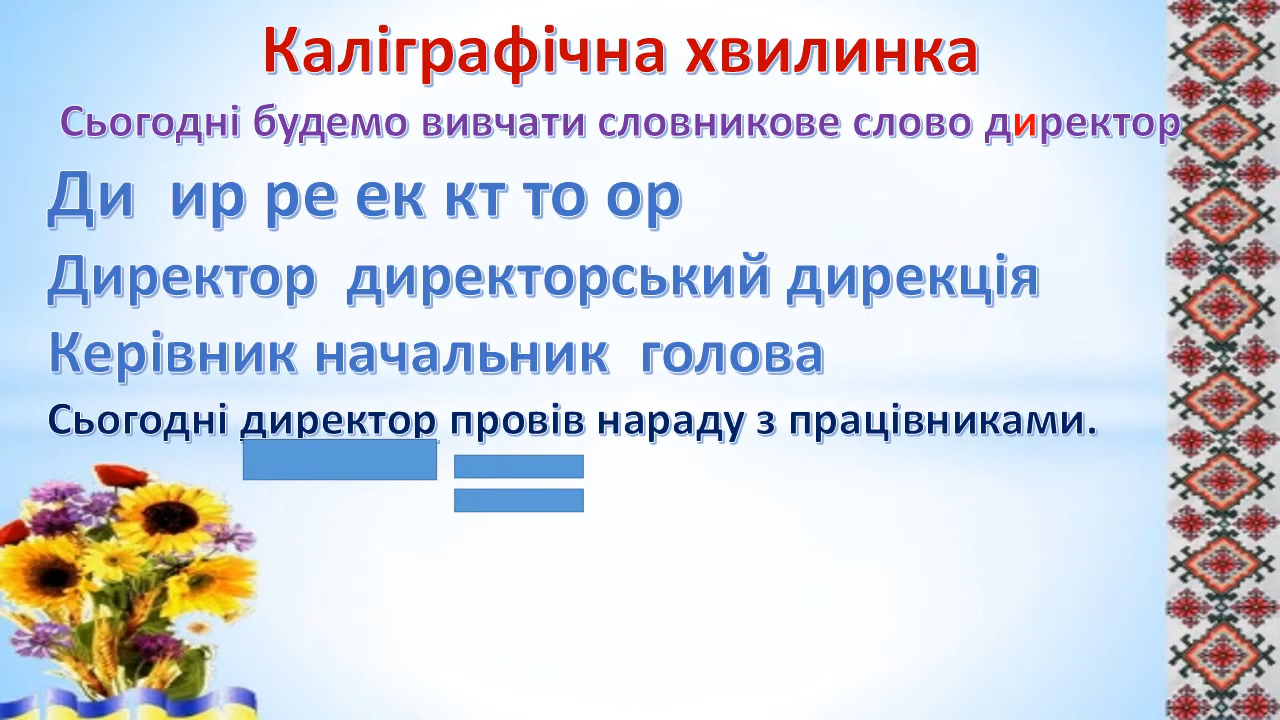 Каліграфічна хвилинка
Сьогодні будемо вивчати словникове слово директор
Ди ир ре ек кт то ор
Директор директорський дирекція
Керівник начальник голова
Сьогодні директор провів нараду з працівниками.